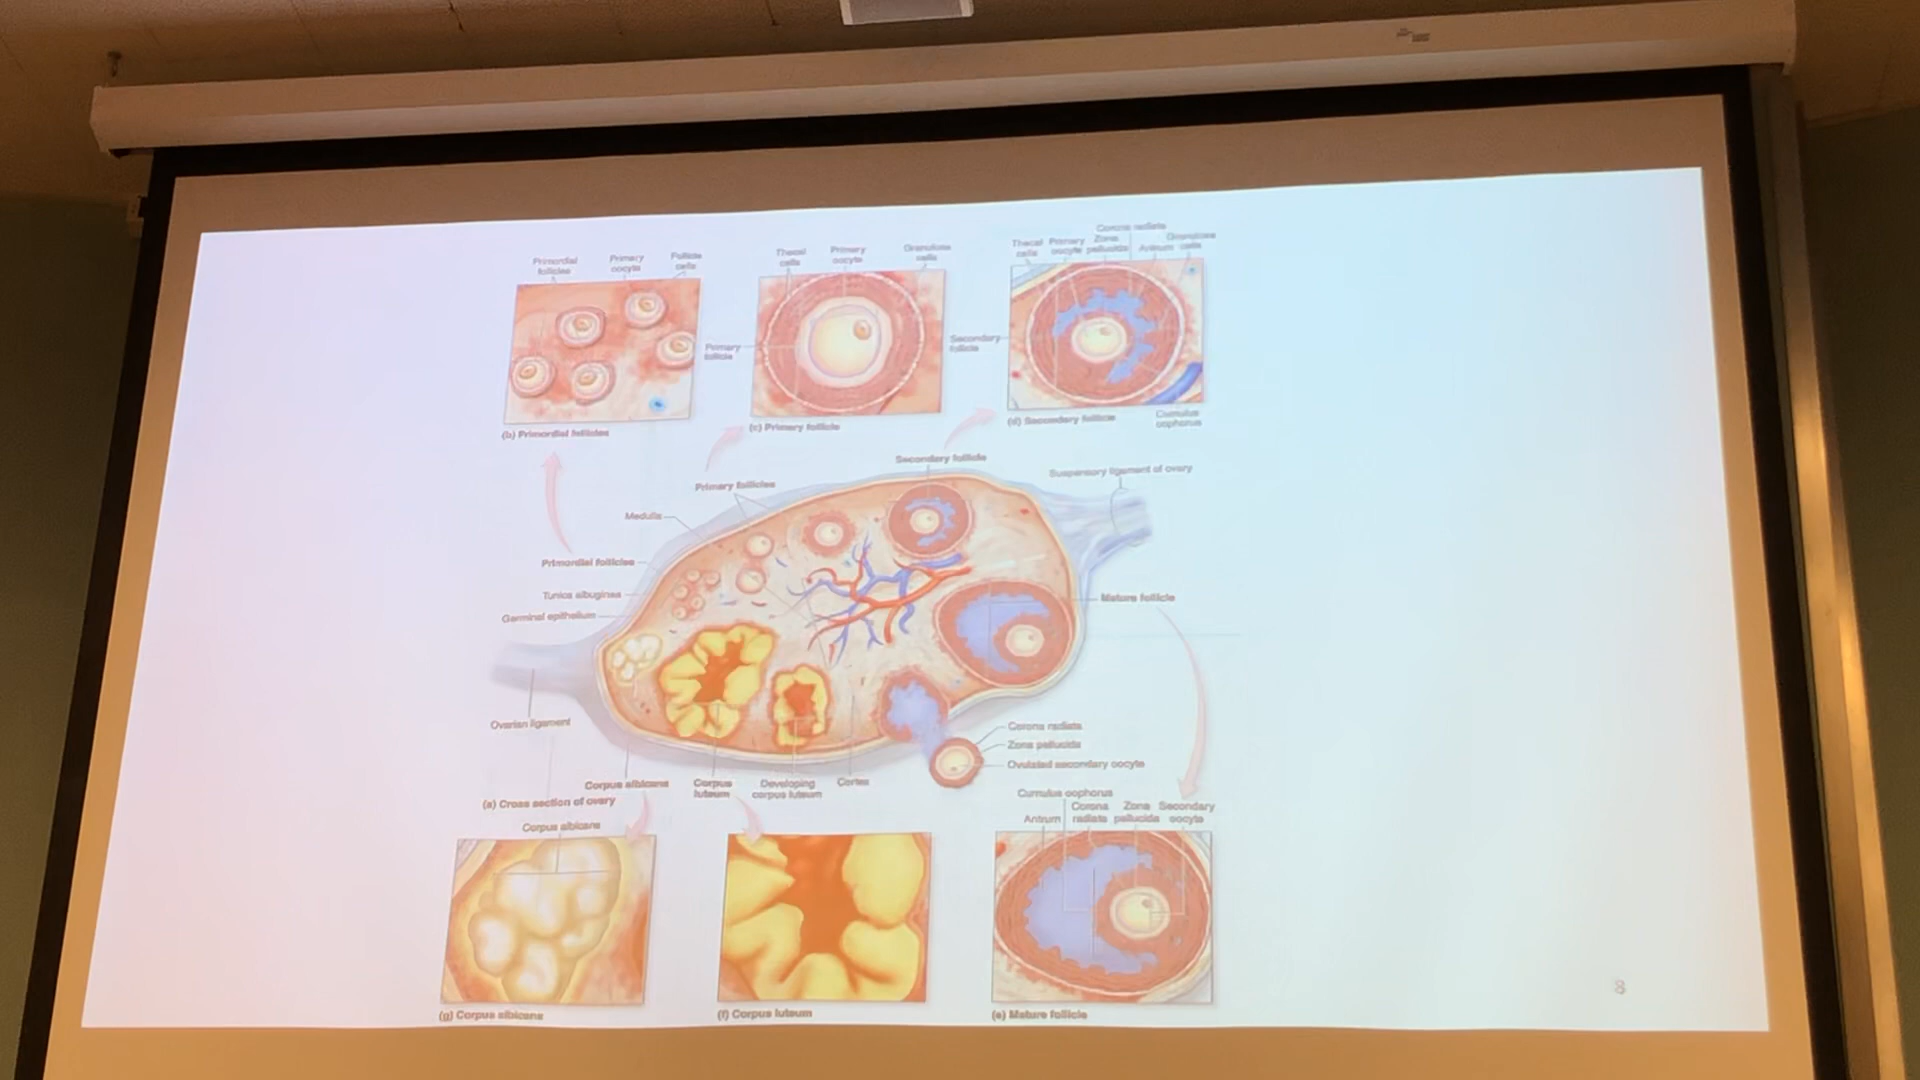 Corona radiata
Primordial
follicles
Primary
oocyte
Follicle
cells
Thecal
cells
Primary
oocyte
Granulosa
cells
Thecal
cells
Primary
oocyte
Zona
pellucida
Antrum
Granulosa
cells
Primary
follicle
Secondary
follicle
(b) Primordial follicles
(c) Primary follicle
(d) Secondary follicle
Cumulus
oophorus
Secondary follicle
Suspensory ligament of ovary
Primary follicles
Medulla
Primordial follicles
Tunica albuginea
Germinal epithelium
Mature follicle
Ovarian ligament
Corona radiata
Zona pellucida
Ovulated secondary oocyte
Corpus albicans
Corpus
luteum
Developing
corpus luteum
Cortex
(a) Cross section of ovary
Cumulus oophorus
Antrum
Corona
radiata
Zona
pellucida
Secondary
oocyte
Corpus albicans
(g) Corpus albicans
(f) Corpus luteum
(e) Mature follicle
8